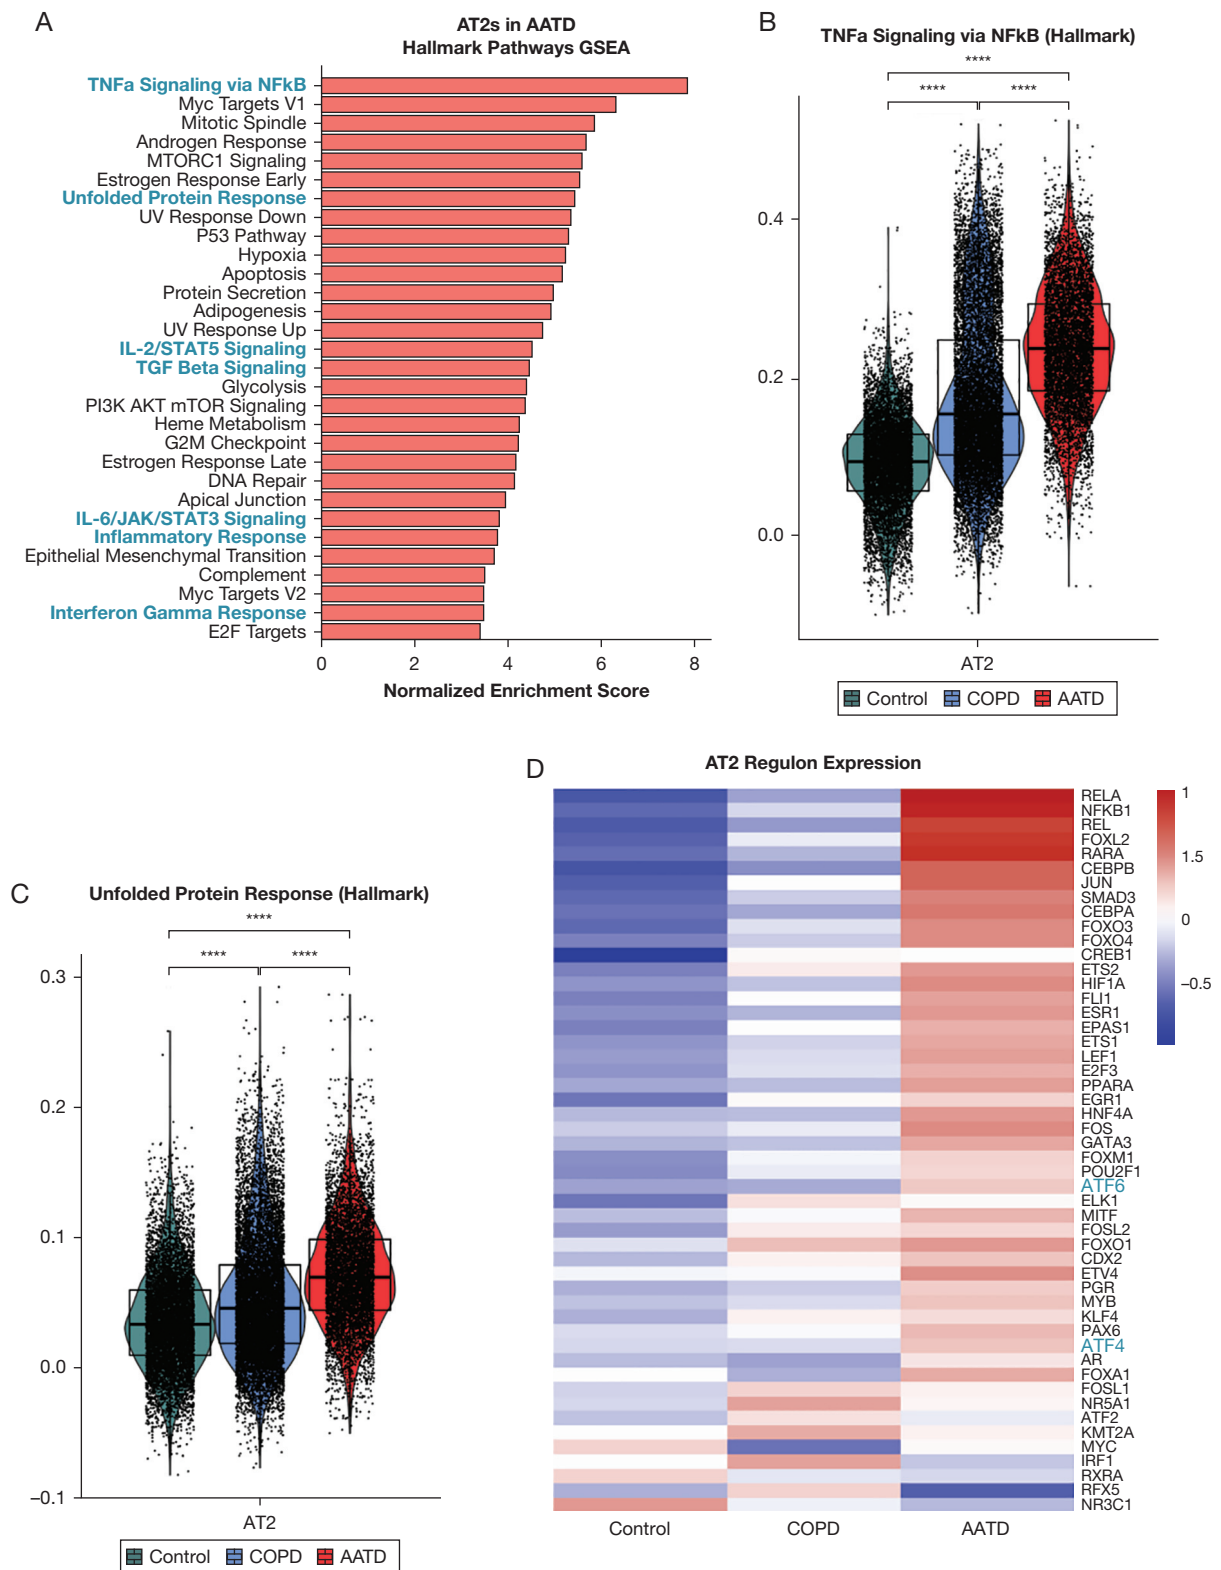 A
AT2s in AATD
Hallmark Pathways GSEA
TNFa Signaling via NFkB
Myc Targets V1
Mitotic Spindle
Androgen Response
MTORC1 Signaling
Estrogen Response Early
Unfolded Protein Response
UV Response Down
P53 Pathway
Hypoxia
Apoptosis
Protein Secretion
Adipogenesis
UV Response Up
IL-2/STAT5 Signaling
TGF Beta Signaling
Glycolysis
PI3K AKT mTOR Signaling
Heme Metabolism
G2M Checkpoint
Estrogen Response Late
DNA Repair
Apical Junction
IL-6/JAK/STAT3 Signaling
Inflammatory Response
Epithelial Mesenchymal Transition
Complement
Myc Targets V2
Interferon Gamma Response
E2F Targets
0 2 4 6 8
Normalized Enrichment Score
B
TNFa Signaling via NFkB (Hallmark)
****
**** ****
0.4
0.2
0.0
AT2
Control COPD AATD
C
Unfolded Protein Response (Hallmark)
****
**** ****
0.3
0.2
0.1
0.0
−0.1
AT2
Control COPD AATD
D
AT2 Regulon Expression
RELA
NFKB1
REL
FOXL2
RARA
CEBPB
JUN
SMAD3
CEBPA
FOXO3
FOXO4
CREB1
ETS2
HIF1A
FLI1
ESR1
EPAS1
ETS1
LEF1
E2F3
PPARA
EGR1
HNF4A
FOS
GATA3
FOXM1
POU2F1
ATF6
ELK1
MITF
FOSL2
FOXO1
CDX2
ETV4
PGR
MYB
KLF4
PAX6
ATF4
AR
FOXA1
FOSL1
NR5A1
ATF2
KMT2A
MYC
IRF1
RXRA
RFX5
NR3C1
Control COPD AATD
1
1.5
0
−0.5